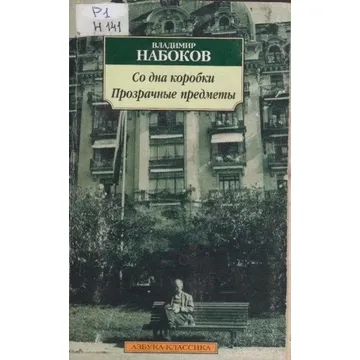 Р1
Н 141
ВЛАДИМИР
НАБОКОВ
Со дна коробки
Прозрачные предметы
АЗБУКА-КЛАССИКА